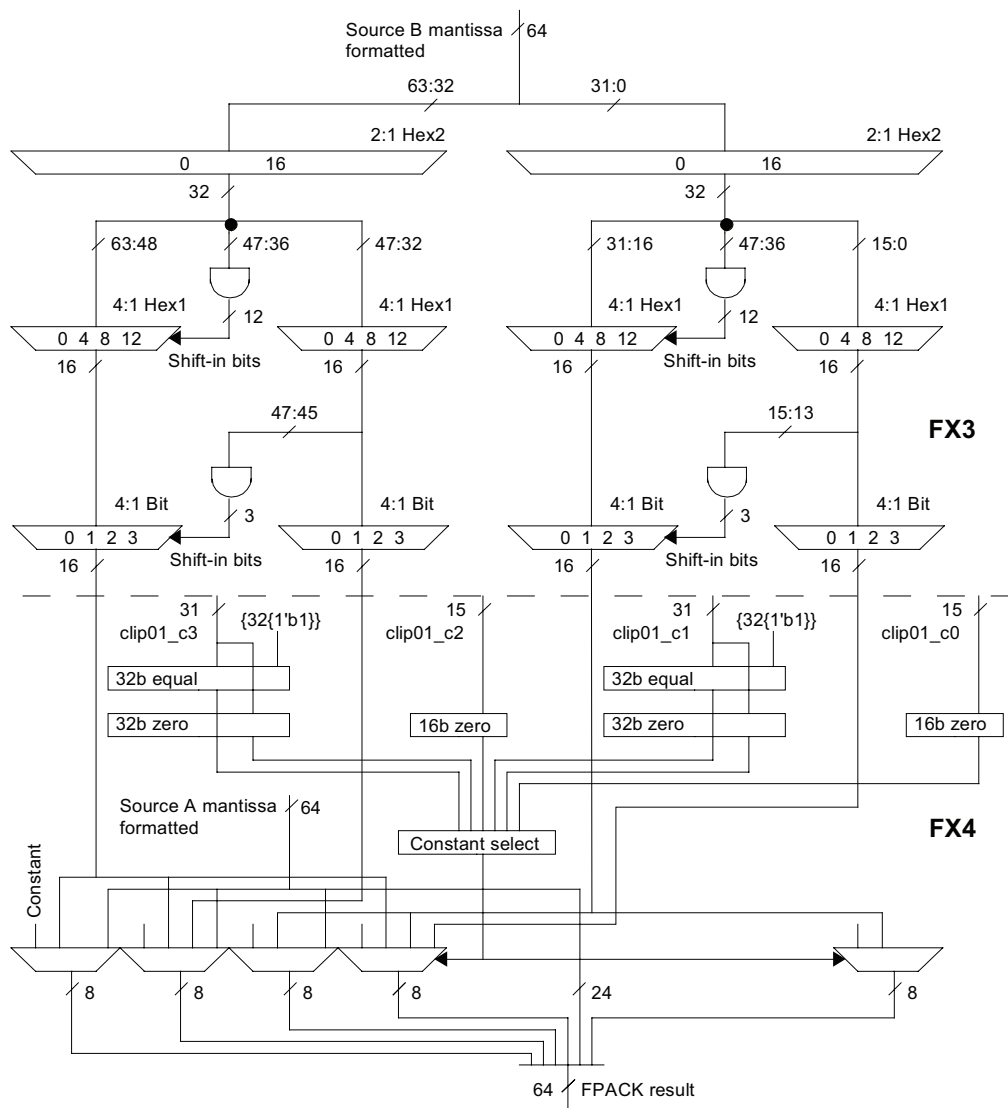 Source B mantissa
formatted
64
63:32
31:0
2:1 Hex2
2:1 Hex2
0 16
0 16
32
32
63:48
47:36
47:32
31:16
47:36
15:0
4:1 Hex1
4:1 Hex1
4:1 Hex1
4:1 Hex1
12
12
0 4 8 12
0 4 8 12
0 4 8 12
0 4 8 12
16
Shift-in bits
16
16
Shift-in bits
16
47:45
15:13
FX3
4:1 Bit
4:1 Bit
4:1 Bit
4:1 Bit
3
3
0 1 2 3
0 1 2 3
0 1 2 3
0 1 2 3
16
Shift-in bits
16
16
Shift-in bits
16
31
{32{1'b1}}
15
31
{32{1'b1}}
15
clip01_c3
clip01_c2
clip01_c1
clip01_c0
32b equal
32b equal
32b zero
16b zero
32b zero
16b zero
Source A mantissa
formatted
64
FX4
Constant select
Constant
8
8
8
8
24
8
64
FPACK result